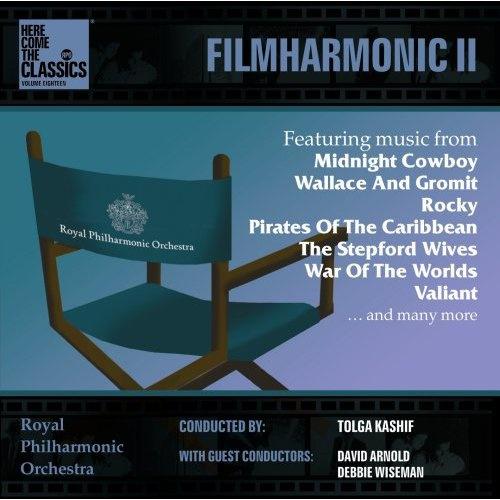 HERE
COME
THE
CLASSICS
RPO
VOLUME EIGHTEEN
FILMHARMONIC II
Featuring music from
Midnight Cowboy
Wallace And Gromit
Rocky
Pirates Of The Caribbean
The Stepford Wives
War Of The Worlds
Valiant
... and many more
Royal Philharmonic Orchestra
Royal
Philharmonic
Orchestra
CONDUCTED BY: TOLGA KASHIF
WITH GUEST CONDUCTORS: DAVID ARNOLD
DEBBIE WISEMAN